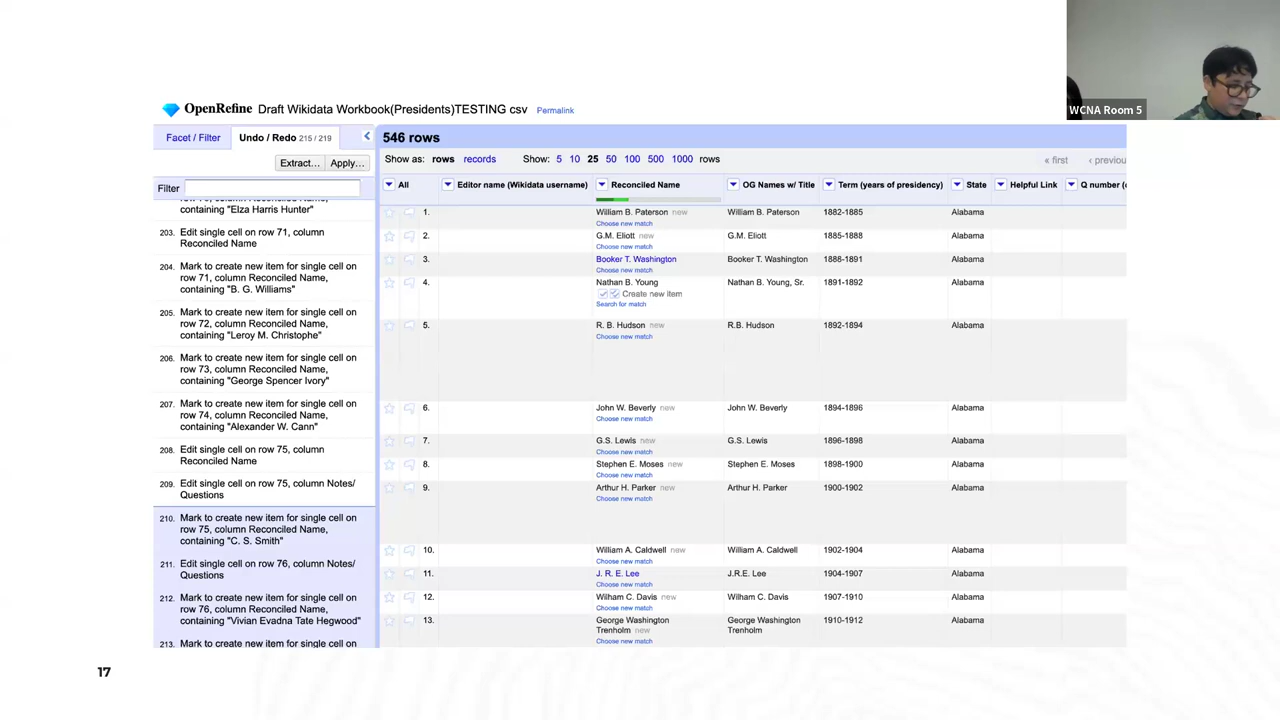 WCNA Room 5
OpenRefine Draft Wikidata Workbook(Presidents)TESTING csv Permalink
Facet / Filter Undo / Redo 215 / 219
Extract... Apply...
Filter
containing "Elza Harris Hunter"
203. Edit single cell on row 71, column
Reconciled Name
204. Mark to create new item for single cell on
row 71, column Reconciled Name,
containing "B. G. Williams"
205. Mark to create new item for single cell on
row 72, column Reconciled Name,
containing "Leroy M. Christophe"
206. Mark to create new item for single cell on
row 73, column Reconciled Name,
containing "George Spencer Ivory"
207. Mark to create new item for single cell on
row 74, column Reconciled Name,
containing "Alexander W. Cann"
208. Edit single cell on row 75, column
Reconciled Name
209. Edit single cell on row 75, column Notes/
Questions
210. Mark to create new item for single cell on
row 75, column Reconciled Name,
containing "C. S. Smith"
211. Edit single cell on row 76, column Notes/
Questions
212. Mark to create new item for single cell on
row 76, column Reconciled Name,
containing "Vivian Evadna Tate Hegwood"
213. Mark to create new item for single cell on
546 rows
Show as: rows records Show: 5 10 25 50 100 500 1000 rows « first ‹ previou
All Editor name (Wikidata username) Reconciled Name OG Names w/ Title Term (years of presidency) State Helpful Link Q number (
1. William B. Paterson new William B. Paterson 1882-1885 Alabama
Choose new match
2. G.M. Eliott new G.M. Eliott 1885-1888 Alabama
Choose new match
3. Booker T. Washington Booker T. Washington 1888-1891 Alabama
Choose new match
4. Nathan B. Young Nathan B. Young, Sr. 1891-1892 Alabama
Create new item
Search for match
5. R. B. Hudson new R.B. Hudson 1892-1894 Alabama
Choose new match
6. John W. Beverly new John W. Beverly 1894-1896 Alabama
Choose new match
7. G.S. Lewis new G.S. Lewis 1896-1898 Alabama
Choose new match
8. Stephen E. Moses new Stephen E. Moses 1898-1900 Alabama
Choose new match
9. Arthur H. Parker new Arthur H. Parker 1900-1902 Alabama
Choose new match
10. William A. Caldwell new William A. Caldwell 1902-1904 Alabama
Choose new match
11. J. R. E. Lee J.R.E. Lee 1904-1907 Alabama
Choose new match
12. Wilham C. Davis new Wilham C. Davis 1907-1910 Alabama
Choose new match
13. George Washington George Washington 1910-1912 Alabama
Trenholm new Trenholm
Choose new match
17